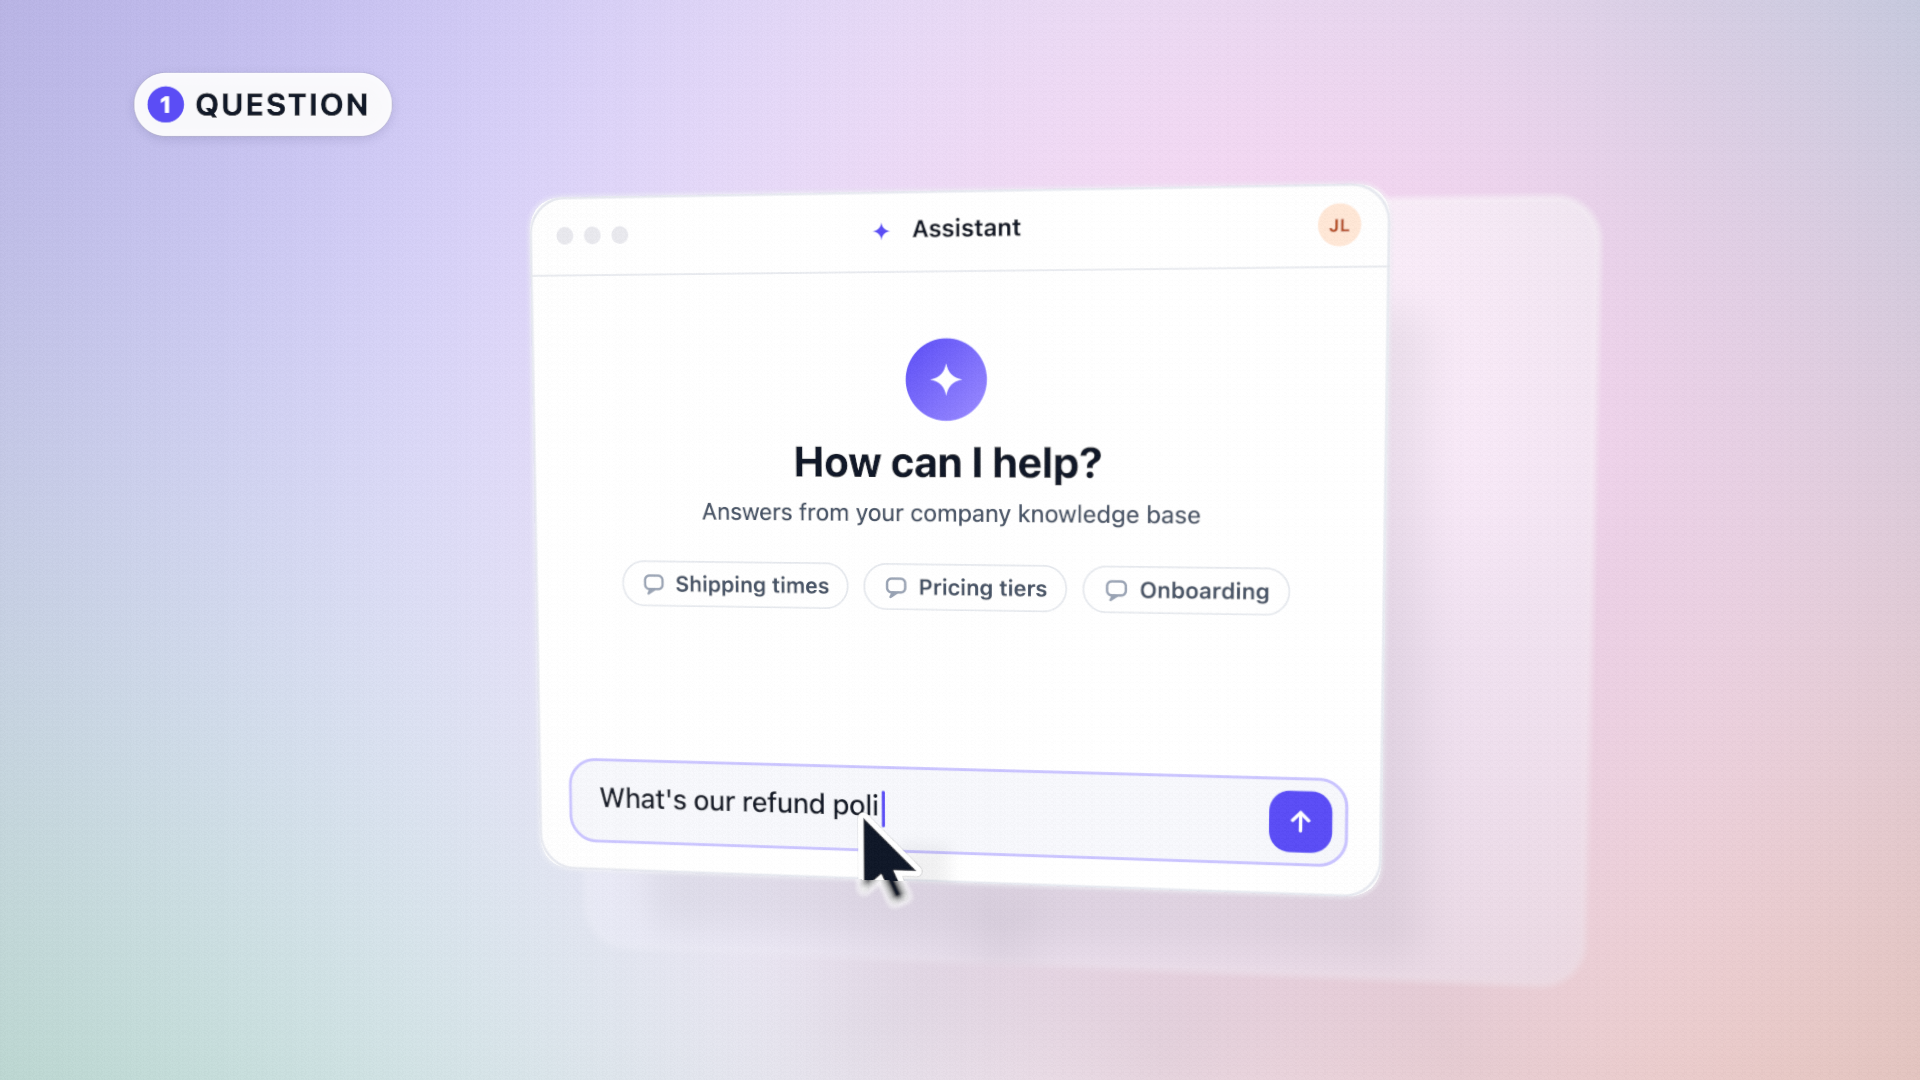 1 QUESTION
Assistant
JL
How can I help?
Answers from your company knowledge base
Shipping times
Pricing tiers
Onboarding
What's our refund poli